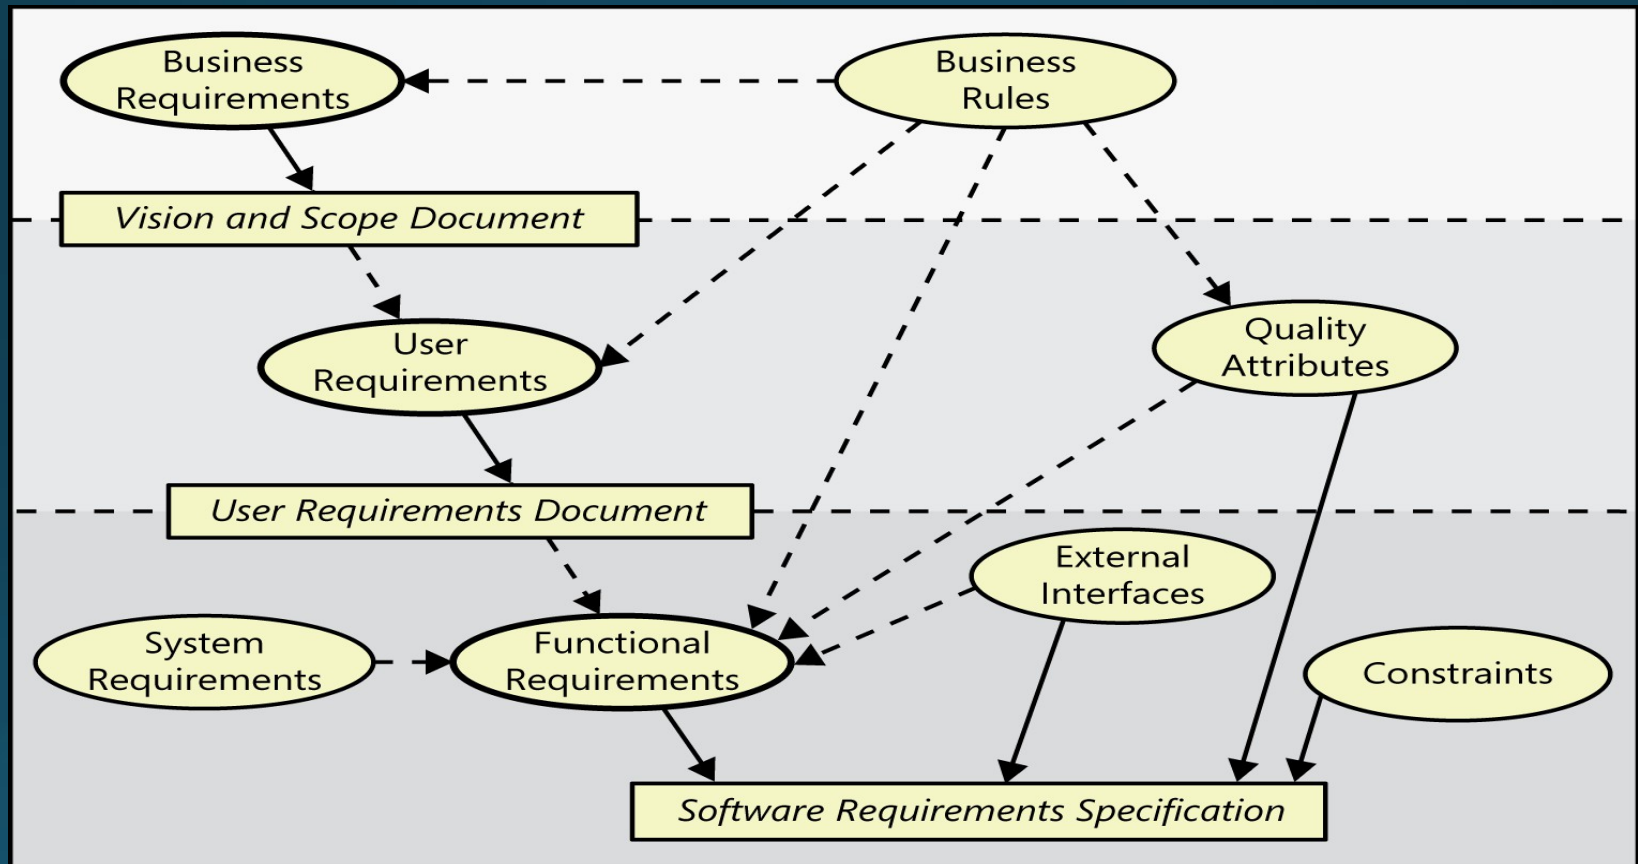 Business
Requirements
Business
Rules
Vision and Scope Document
User
Requirements
Quality
Attributes
User Requirements Document
External
Interfaces
System
Requirements
Functional
Requirements
Constraints
Software Requirements Specification